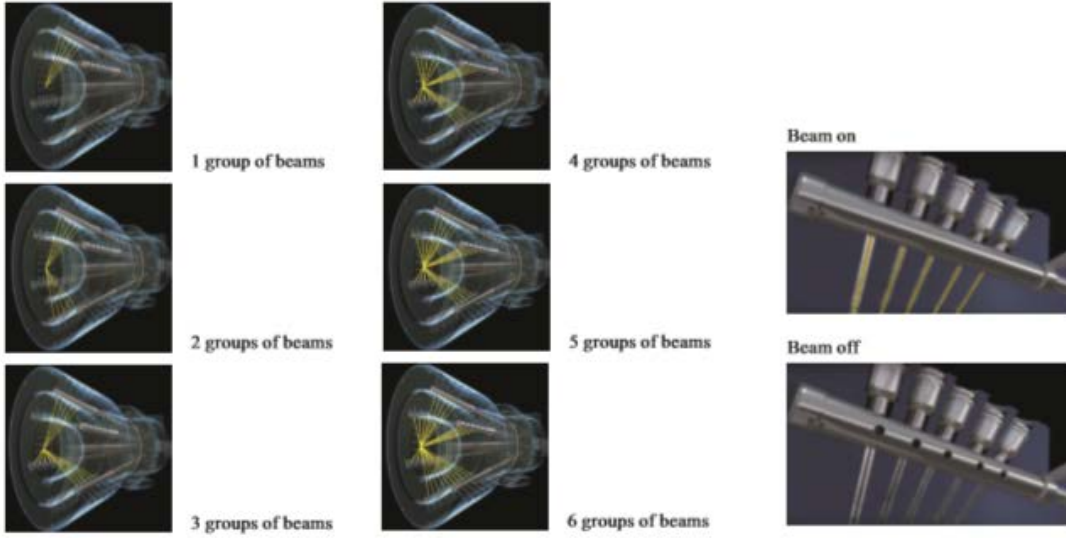 1 group of beams
2 groups of beams
3 groups of beams
4 groups of beams
5 groups of beams
6 groups of beams
Beam on
Beam off